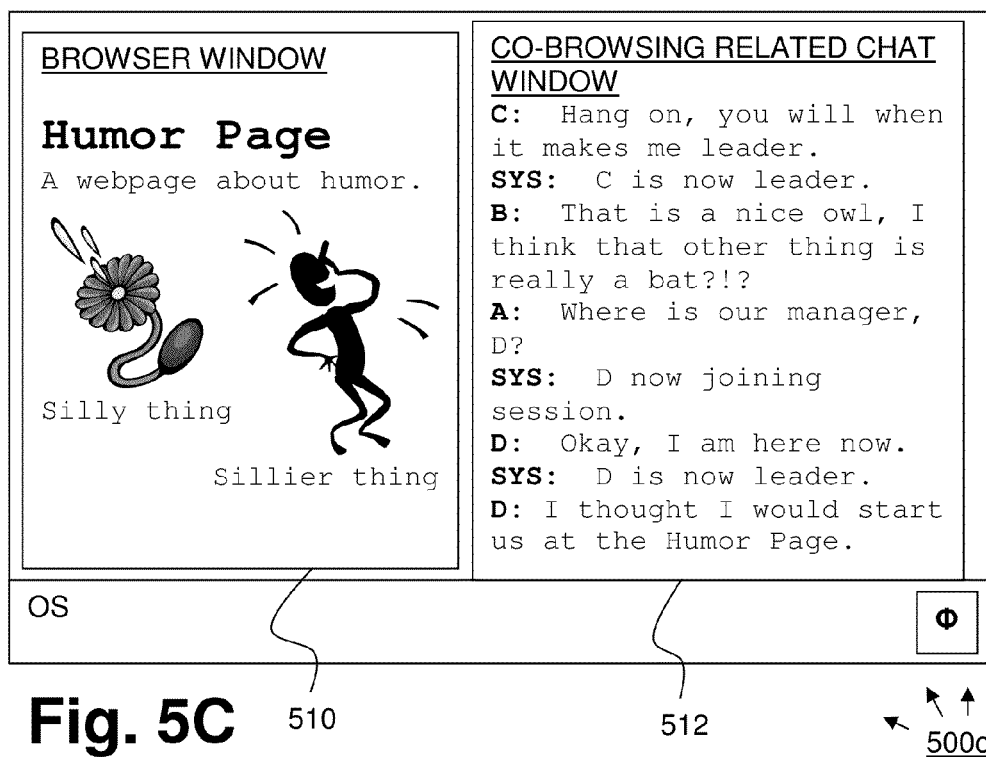 BROWSER WINDOW
Humor Page
A webpage about humor.
Silly thing
Sillier thing
CO-BROWSING RELATED CHAT
WINDOW
C: Hang on, you will when
it makes me leader.
SYS: C is now leader.
B: That is a nice owl, I
think that other thing is
really a bat?!?
A: Where is our manager,
D?
SYS: D now joining
session.
D: Okay, I am here now.
SYS: D is now leader.
D: I thought I would start
us at the Humor Page.
OS
Φ
Fig. 5C
510
512
500c